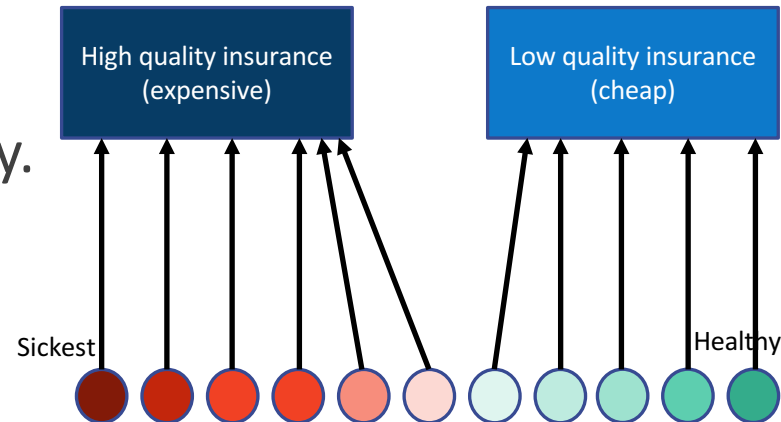 High quality insurance
(expensive)
Low quality insurance
(cheap)
y.
Sickest
Healthy